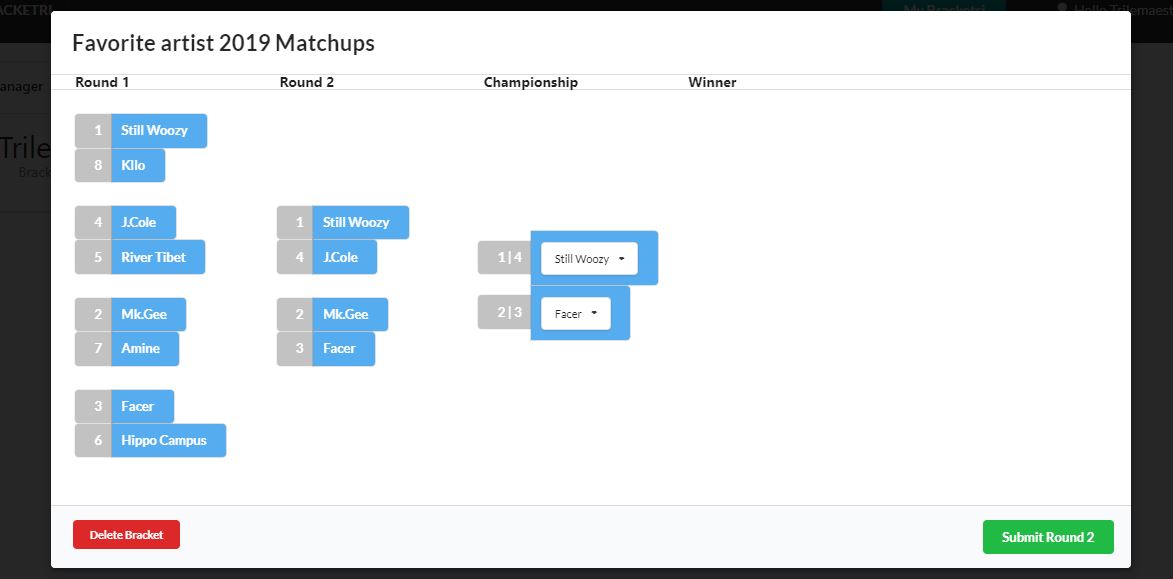 ACKETRI
My Bracketri
Hello Trilemaest
anager
Trile
Brack
Favorite artist 2019 Matchups
Round 1 Round 2 Championship Winner
1 Still Woozy
8 Kllo
4 J.Cole
5 River Tibet
2 Mk.Gee
7 Amine
3 Facer
6 Hippo Campus
1 Still Woozy
4 J.Cole
2 Mk.Gee
3 Facer
1|4 Still Woozy
2|3 Facer
Delete Bracket
Submit Round 2